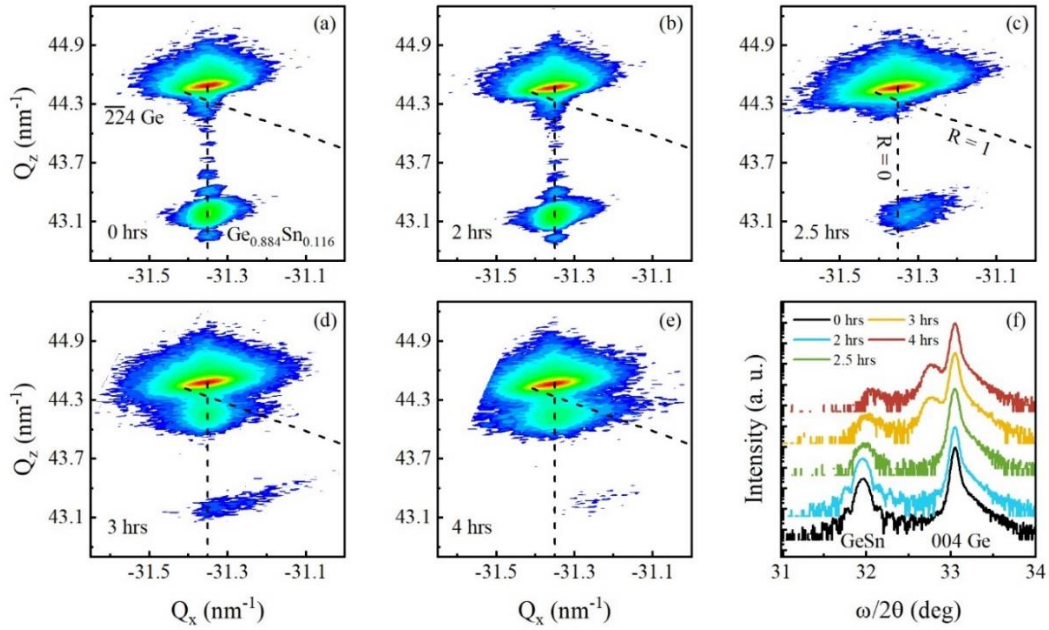 (a)
44.9
44.3
43.7
43.1
Q_z (nm⁻¹)
2̅2̅4 Ge
0 hrs
Ge₀.₈₈₄Sn₀.₁₁₆
-31.5
-31.3
-31.1
(b)
44.9
44.3
43.7
43.1
2 hrs
-31.5
-31.3
-31.1
(c)
44.9
44.3
43.7
43.1
R = 0
R = 1
2.5 hrs
-31.5
-31.3
-31.1
(d)
44.9
44.3
43.7
43.1
Q_z (nm⁻¹)
3 hrs
-31.5
-31.3
-31.1
Q_x (nm⁻¹)
(e)
44.9
44.3
43.7
43.1
4 hrs
-31.5
-31.3
-31.1
Q_x (nm⁻¹)
(f)
0 hrs
3 hrs
2 hrs
4 hrs
2.5 hrs
Intensity (a. u.)
GeSn
004 Ge
31
32
33
34
ω/2θ (deg)